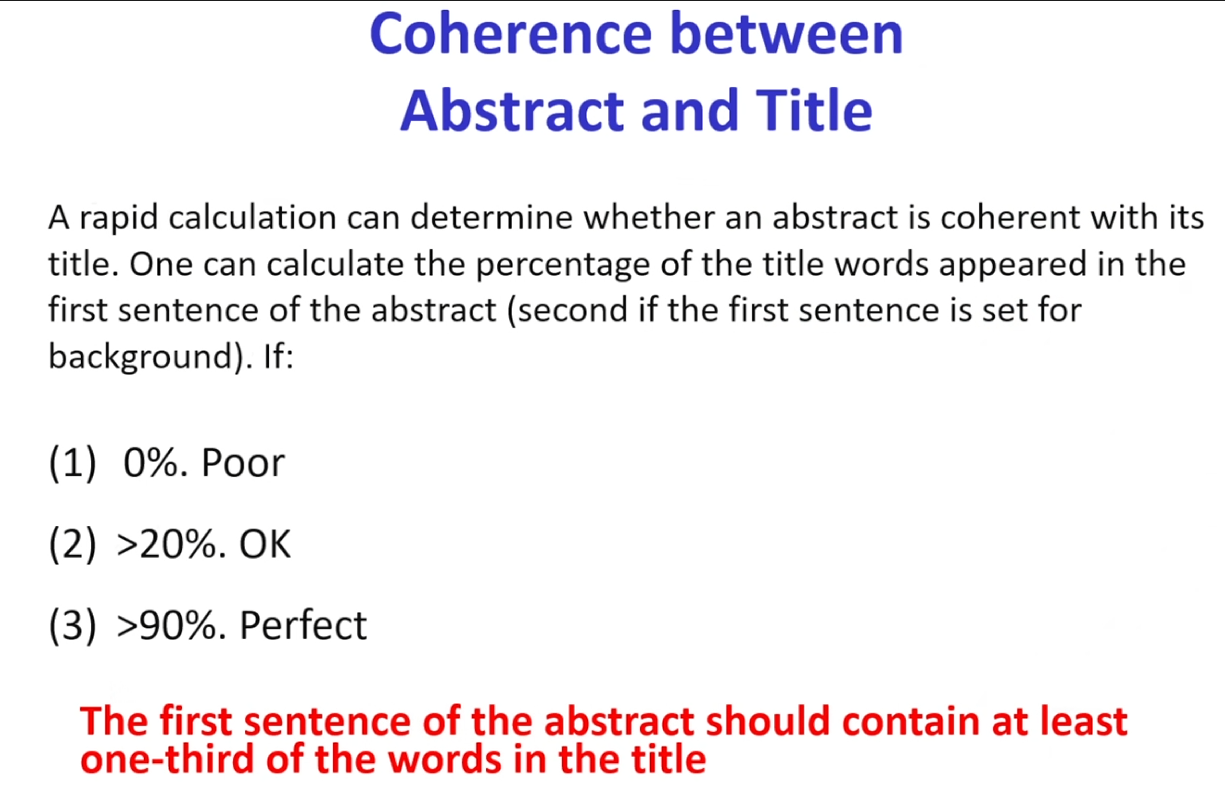 Coherence between
Abstract and Title
A rapid calculation can determine whether an abstract is coherent with its
title. One can calculate the percentage of the title words appeared in the
first sentence of the abstract (second if the first sentence is set for
background). If:
(1) 0%. Poor
(2) >20%. OK
(3) >90%. Perfect
The first sentence of the abstract should contain at least
one-third of the words in the title